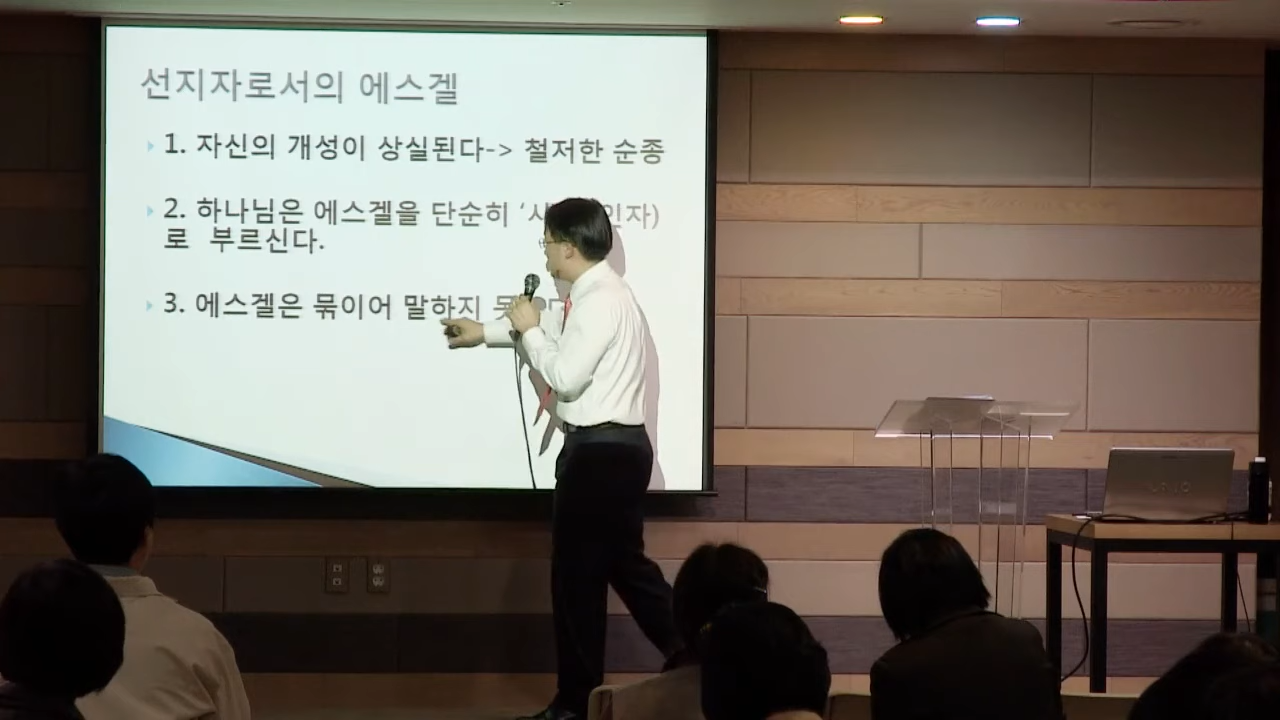 선지자로서의 에스겔
1. 자신의 개성이 상실된다-> 철저한 순종
2. 하나님은 에스겔을 단순히
로 부르신다.
3. 에스겔은 묶이어 말하지